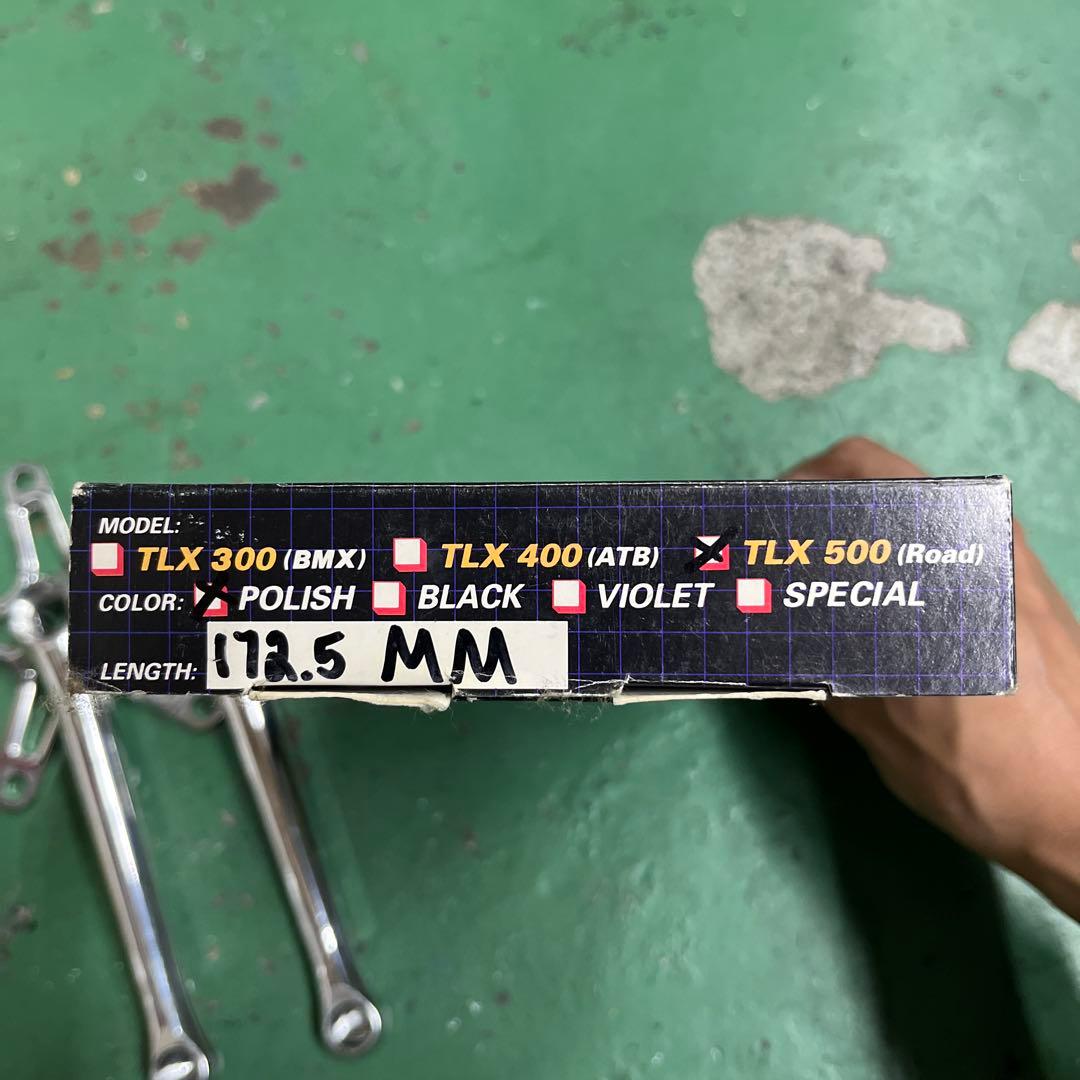 MODEL:
TLX 300 (BMX) TLX 400 (ATB) TLX 500 (Road)
COLOR: POLISH BLACK VIOLET SPECIAL
LENGTH: 172.5 MM